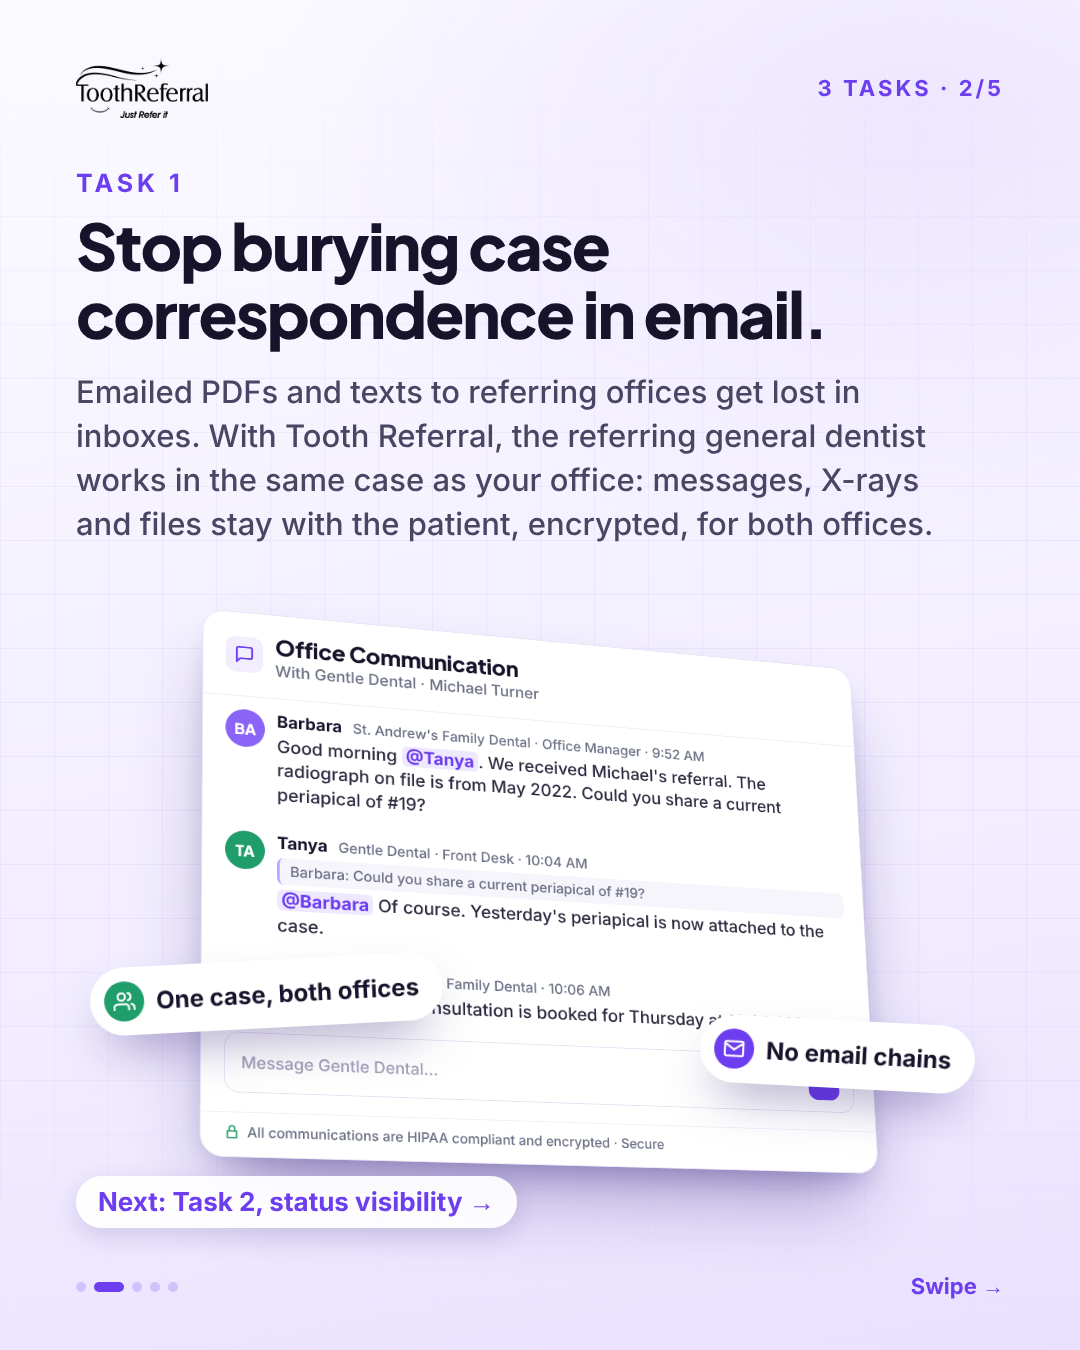 ToothReferral
Just Refer it
3 TASKS · 2/5
TASK 1
Stop burying case
correspondence in email.
Emailed PDFs and texts to referring offices get lost in
inboxes. With Tooth Referral, the referring general dentist
works in the same case as your office: messages, X-rays
and files stay with the patient, encrypted, for both offices.
Office Communication
With Gentle Dental · Michael Turner
BA
Barbara St. Andrew's Family Dental · Office Manager · 9:52 AM
Good morning @Tanya. We received Michael's referral. The
radiograph on file is from May 2022. Could you share a current
periapical of #19?
TA
Tanya Gentle Dental · Front Desk · 10:04 AM
Barbara: Could you share a current periapical of #19?
@Barbara Of course. Yesterday's periapical is now attached to the
case.
Family Dental · 10:06 AM
is booked for Thursday
One case, both offices
No email chains
Message Gentle Dental...
All communications are HIPAA compliant and encrypted · Secure
Next: Task 2, status visibility →
Swipe →